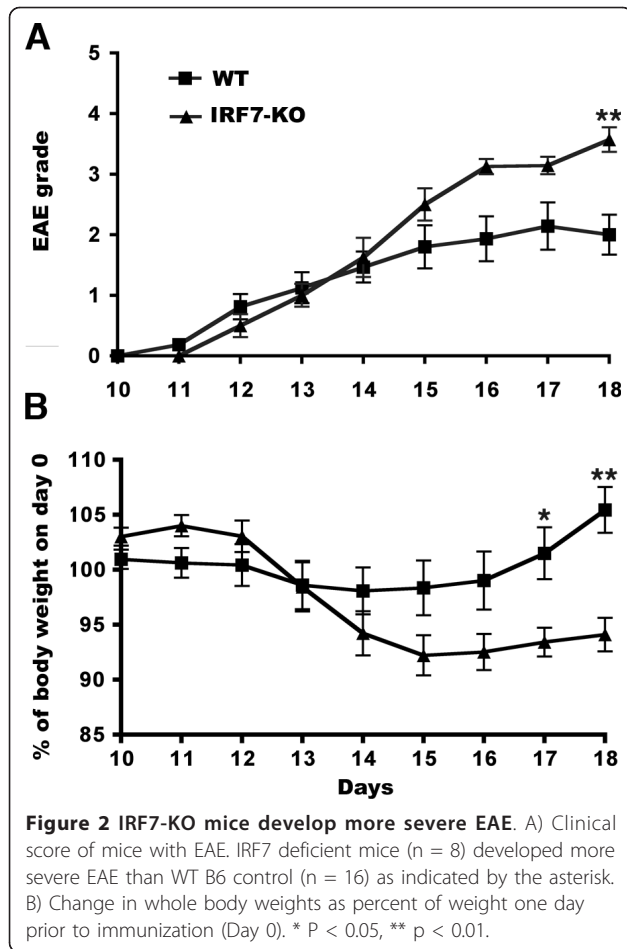 A
5
4
3
2
1
0
EAE grade
WT
IRF7-KO
**
10 11 12 13 14 15 16 17 18
B
110
105
100
95
90
85
% of body weight on day 0
*
**
10 11 12 13 14 15 16 17 18
Days
Figure 2 IRF7-KO mice develop more severe EAE. A) Clinical
score of mice with EAE. IRF7 deficient mice (n = 8) developed more
severe EAE than WT B6 control (n = 16) as indicated by the asterisk.
B) Change in whole body weights as percent of weight one day
prior to immunization (Day 0). * P < 0.05, ** p < 0.01.